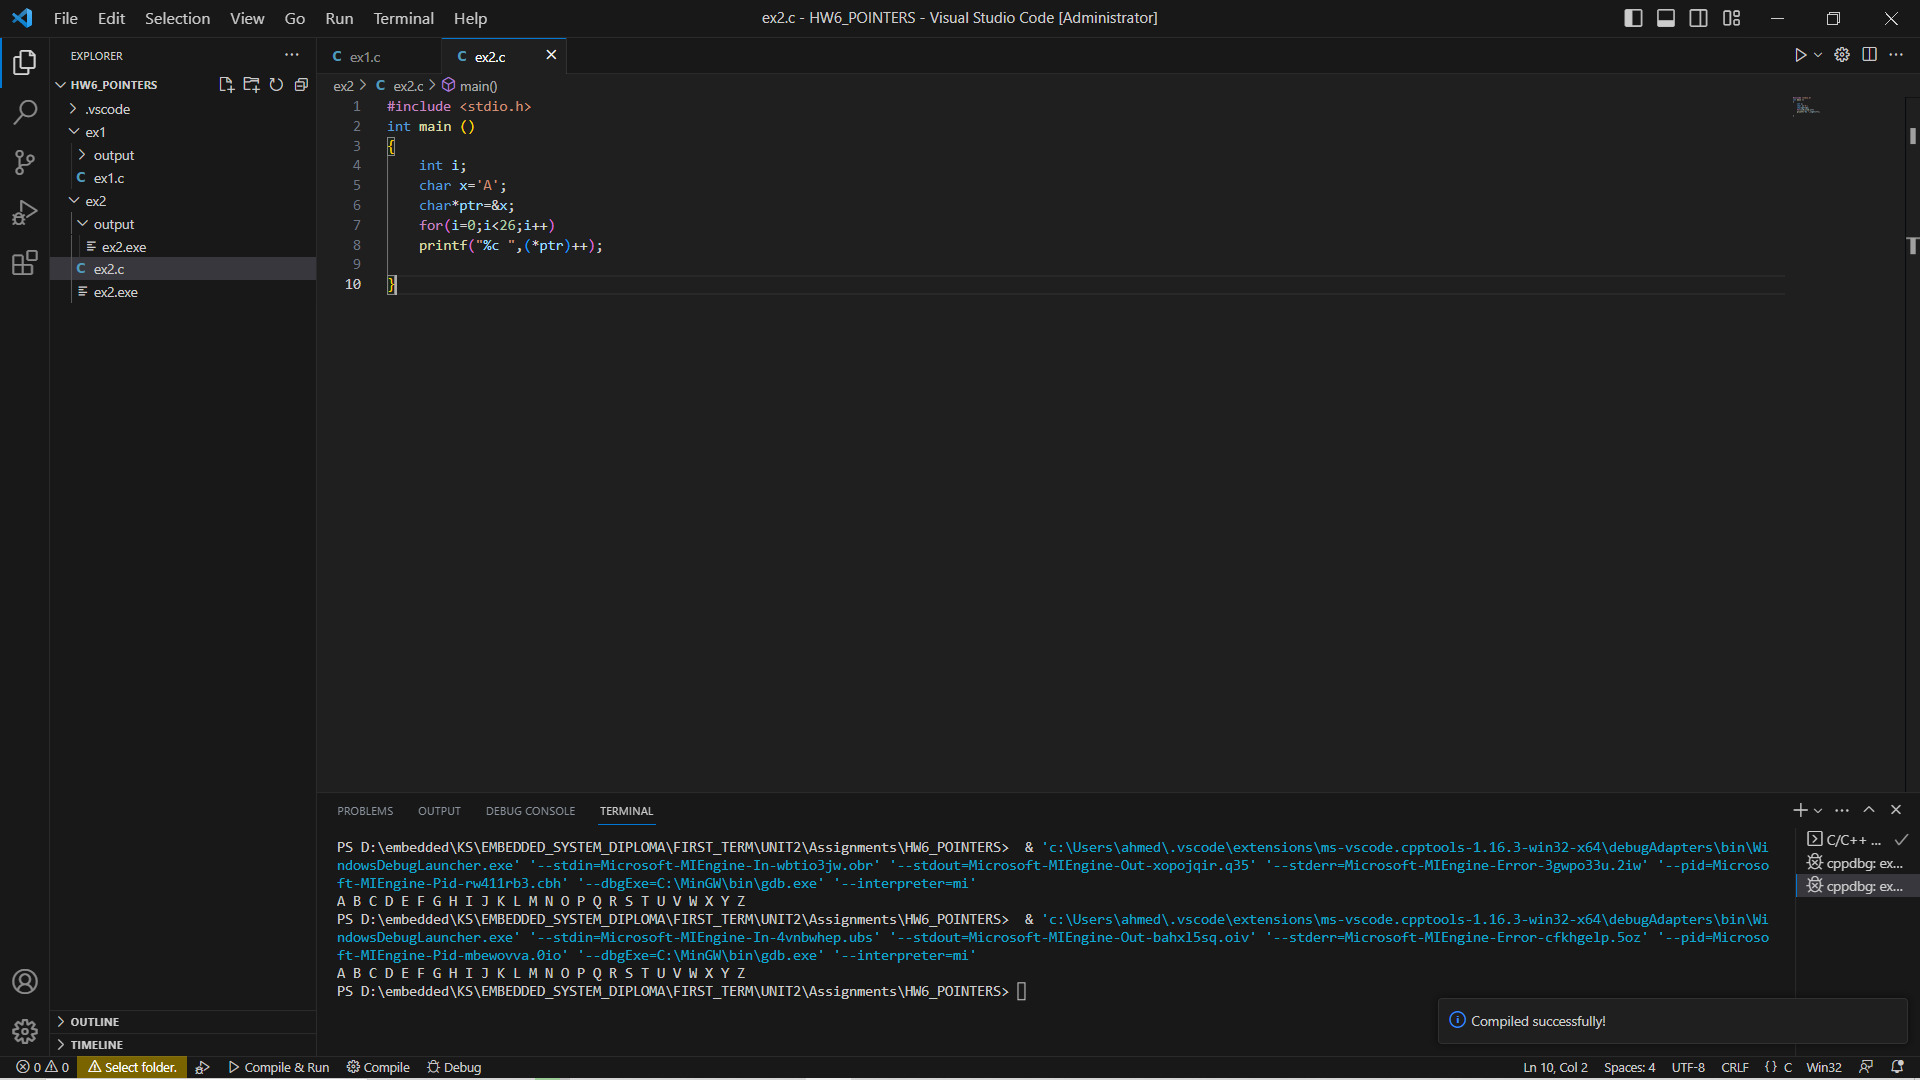 File Edit Selection View Go Run Terminal Help
ex2.c - HW6_POINTERS - Visual Studio Code [Administrator]
EXPLORER
HW6_POINTERS
.vscode
ex1
output
C ex1.c
ex2
output
ex2.exe
C ex2.c
ex2.exe
OUTLINE
TIMELINE
C ex1.c
C ex2.c
ex2 > C ex2.c > main()
1 #include <stdio.h>
2 int main ()
3 {
4 int i;
5 char x='A';
6 char*ptr=&x;
7 for(i=0;i<26;i++)
8 printf("%c ",(*ptr)++);
9
10 }
PROBLEMS OUTPUT DEBUG CONSOLE TERMINAL
PS D:\embedded\KS\EMBEDDED_SYSTEM_DIPLOMA\FIRST_TERM\UNIT2\Assignments\HW6_POINTERS> & 'c:\Users\ahmed\.vscode\extensions\ms-vscode.cpptools-1.16.3-win32-x64\debugAdapters\bin\Wi
ndowsDebugLauncher.exe' '--stdin=Microsoft-MIEngine-In-wbtio3jw.obr' '--stdout=Microsoft-MIEngine-Out-xopojqir.q35' '--stderr=Microsoft-MIEngine-Error-3gwpo33u.2iw' '--pid=Microso
ft-MIEngine-Pid-rw411rb3.cbh' '--dbgExe=C:\MinGW\bin\gdb.exe' '--interpreter=mi'
A B C D E F G H I J K L M N O P Q R S T U V W X Y Z
PS D:\embedded\KS\EMBEDDED_SYSTEM_DIPLOMA\FIRST_TERM\UNIT2\Assignments\HW6_POINTERS> & 'c:\Users\ahmed\.vscode\extensions\ms-vscode.cpptools-1.16.3-win32-x64\debugAdapters\bin\Wi
ndowsDebugLauncher.exe' '--stdin=Microsoft-MIEngine-In-4vnbwhep.ubs' '--stdout=Microsoft-MIEngine-Out-bahxl5sq.oiv' '--stderr=Microsoft-MIEngine-Error-cfkhgelp.5oz' '--pid=Microso
ft-MIEngine-Pid-mbewovva.0io' '--dbgExe=C:\MinGW\bin\gdb.exe' '--interpreter=mi'
A B C D E F G H I J K L M N O P Q R S T U V W X Y Z
PS D:\embedded\KS\EMBEDDED_SYSTEM_DIPLOMA\FIRST_TERM\UNIT2\Assignments\HW6_POINTERS>
C/C++ ...
cppdbg: ex...
cppdbg: ex...
Compiled successfully!
0 0 Select folder. Compile & Run Compile Debug
Ln 10, Col 2 Spaces: 4 UTF-8 CRLF {} C Win32